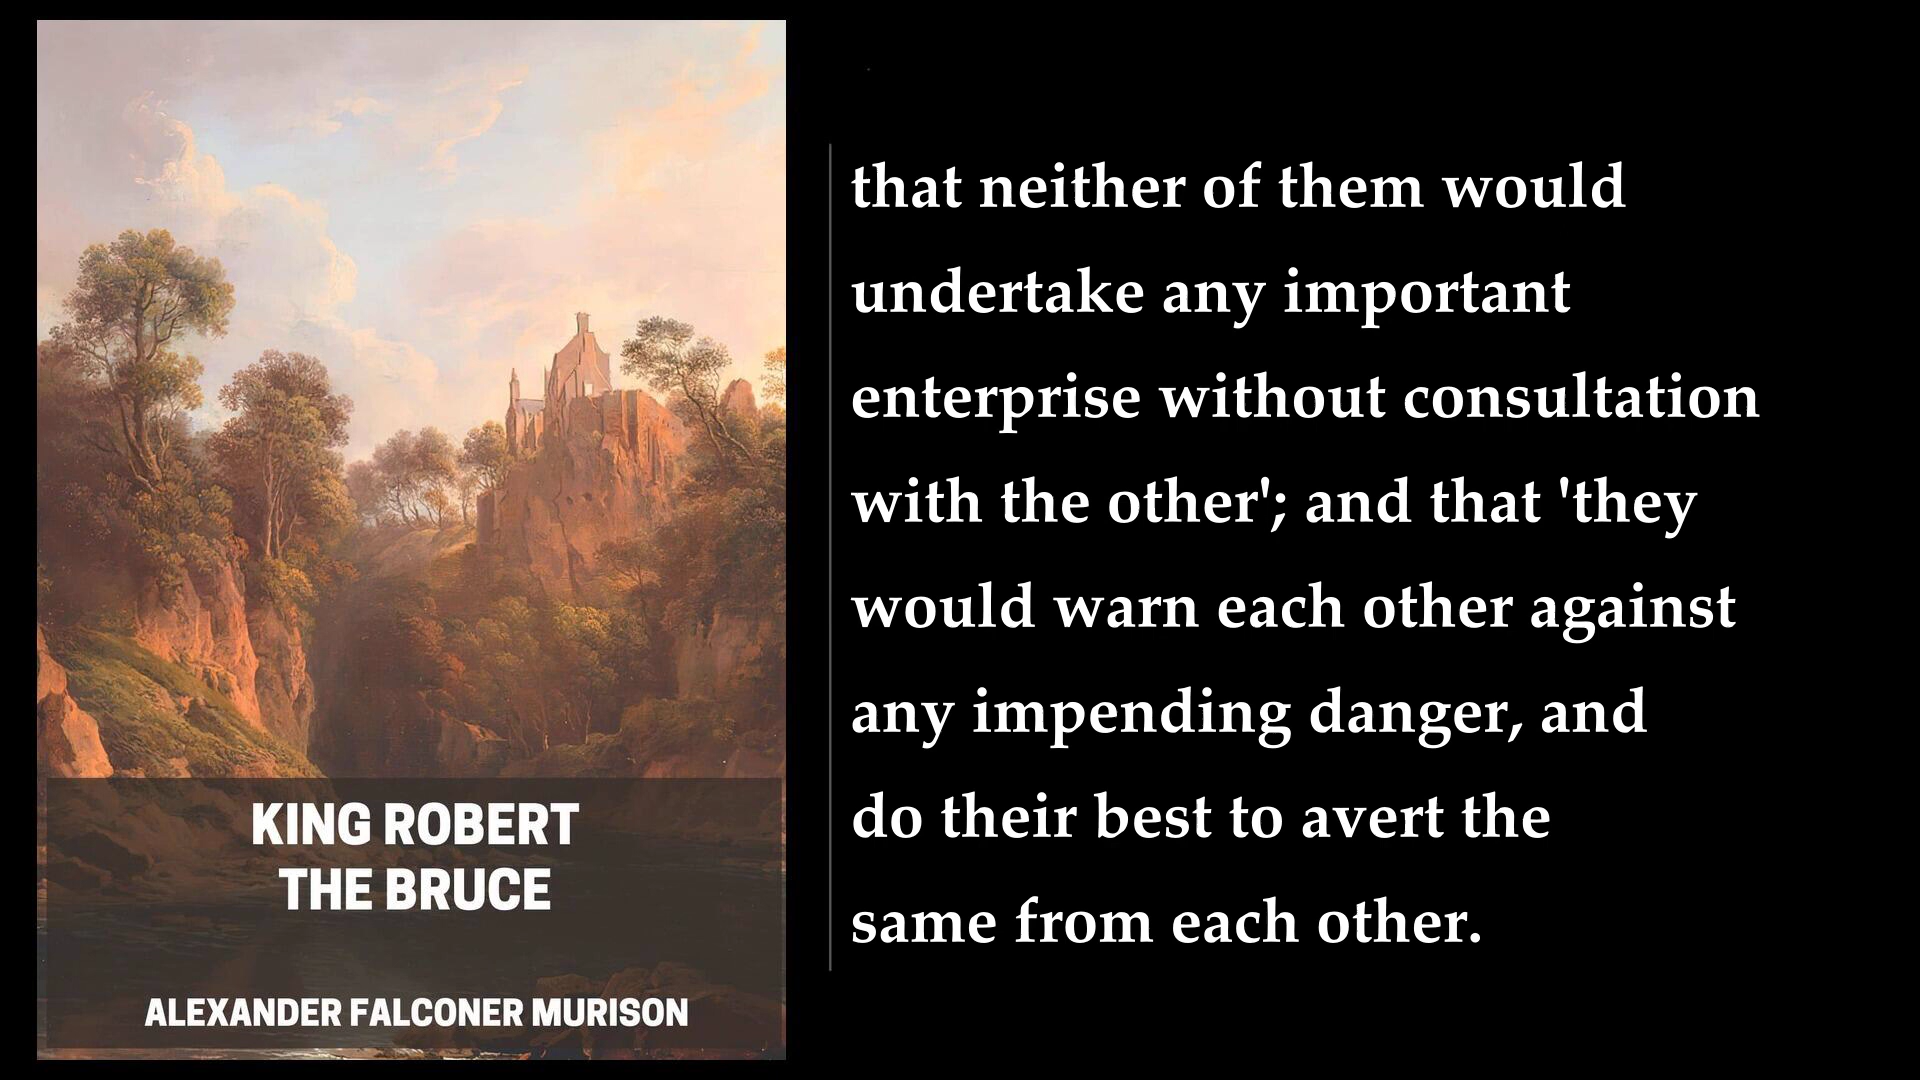 KING ROBERT
THE BRUCE
ALEXANDER FALCONER MURISON
that neither of them would
undertake any important
enterprise without consultation
with the other'; and that 'they
would warn each other against
any impending danger, and
do their best to avert the
same from each other.